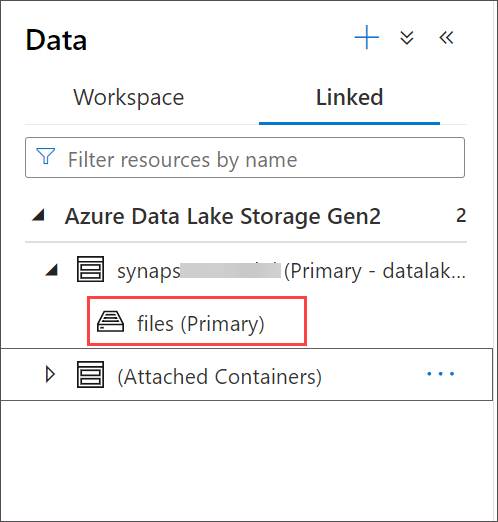 Data
Workspace Linked
Filter resources by name
Azure Data Lake Storage Gen2 2
synaps (Primary - datalak...
files (Primary)
(Attached Containers) ...